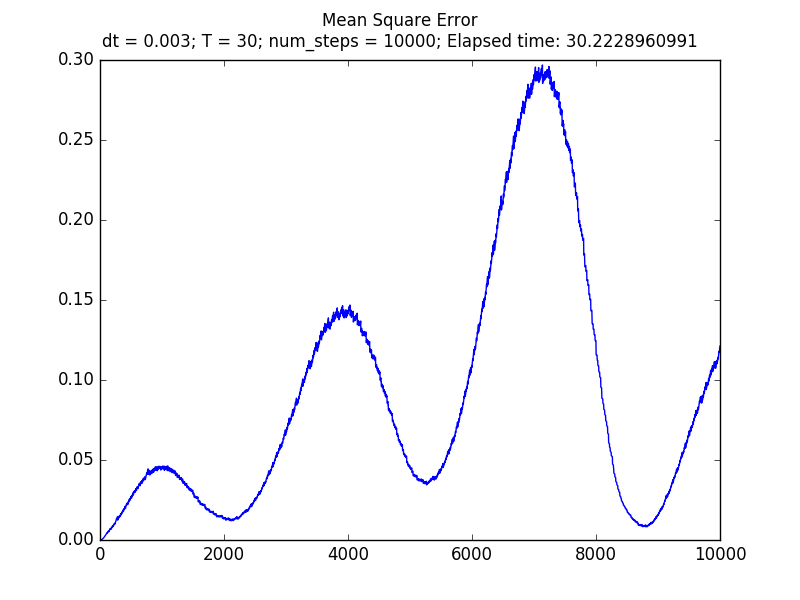 Mean Square Error
dt = 0.003; T = 30; num_steps = 10000; Elapsed time: 30.2228960991
0.30
0.25
0.20
0.15
0.10
0.05
0.00
0 2000 4000 6000 8000 10000